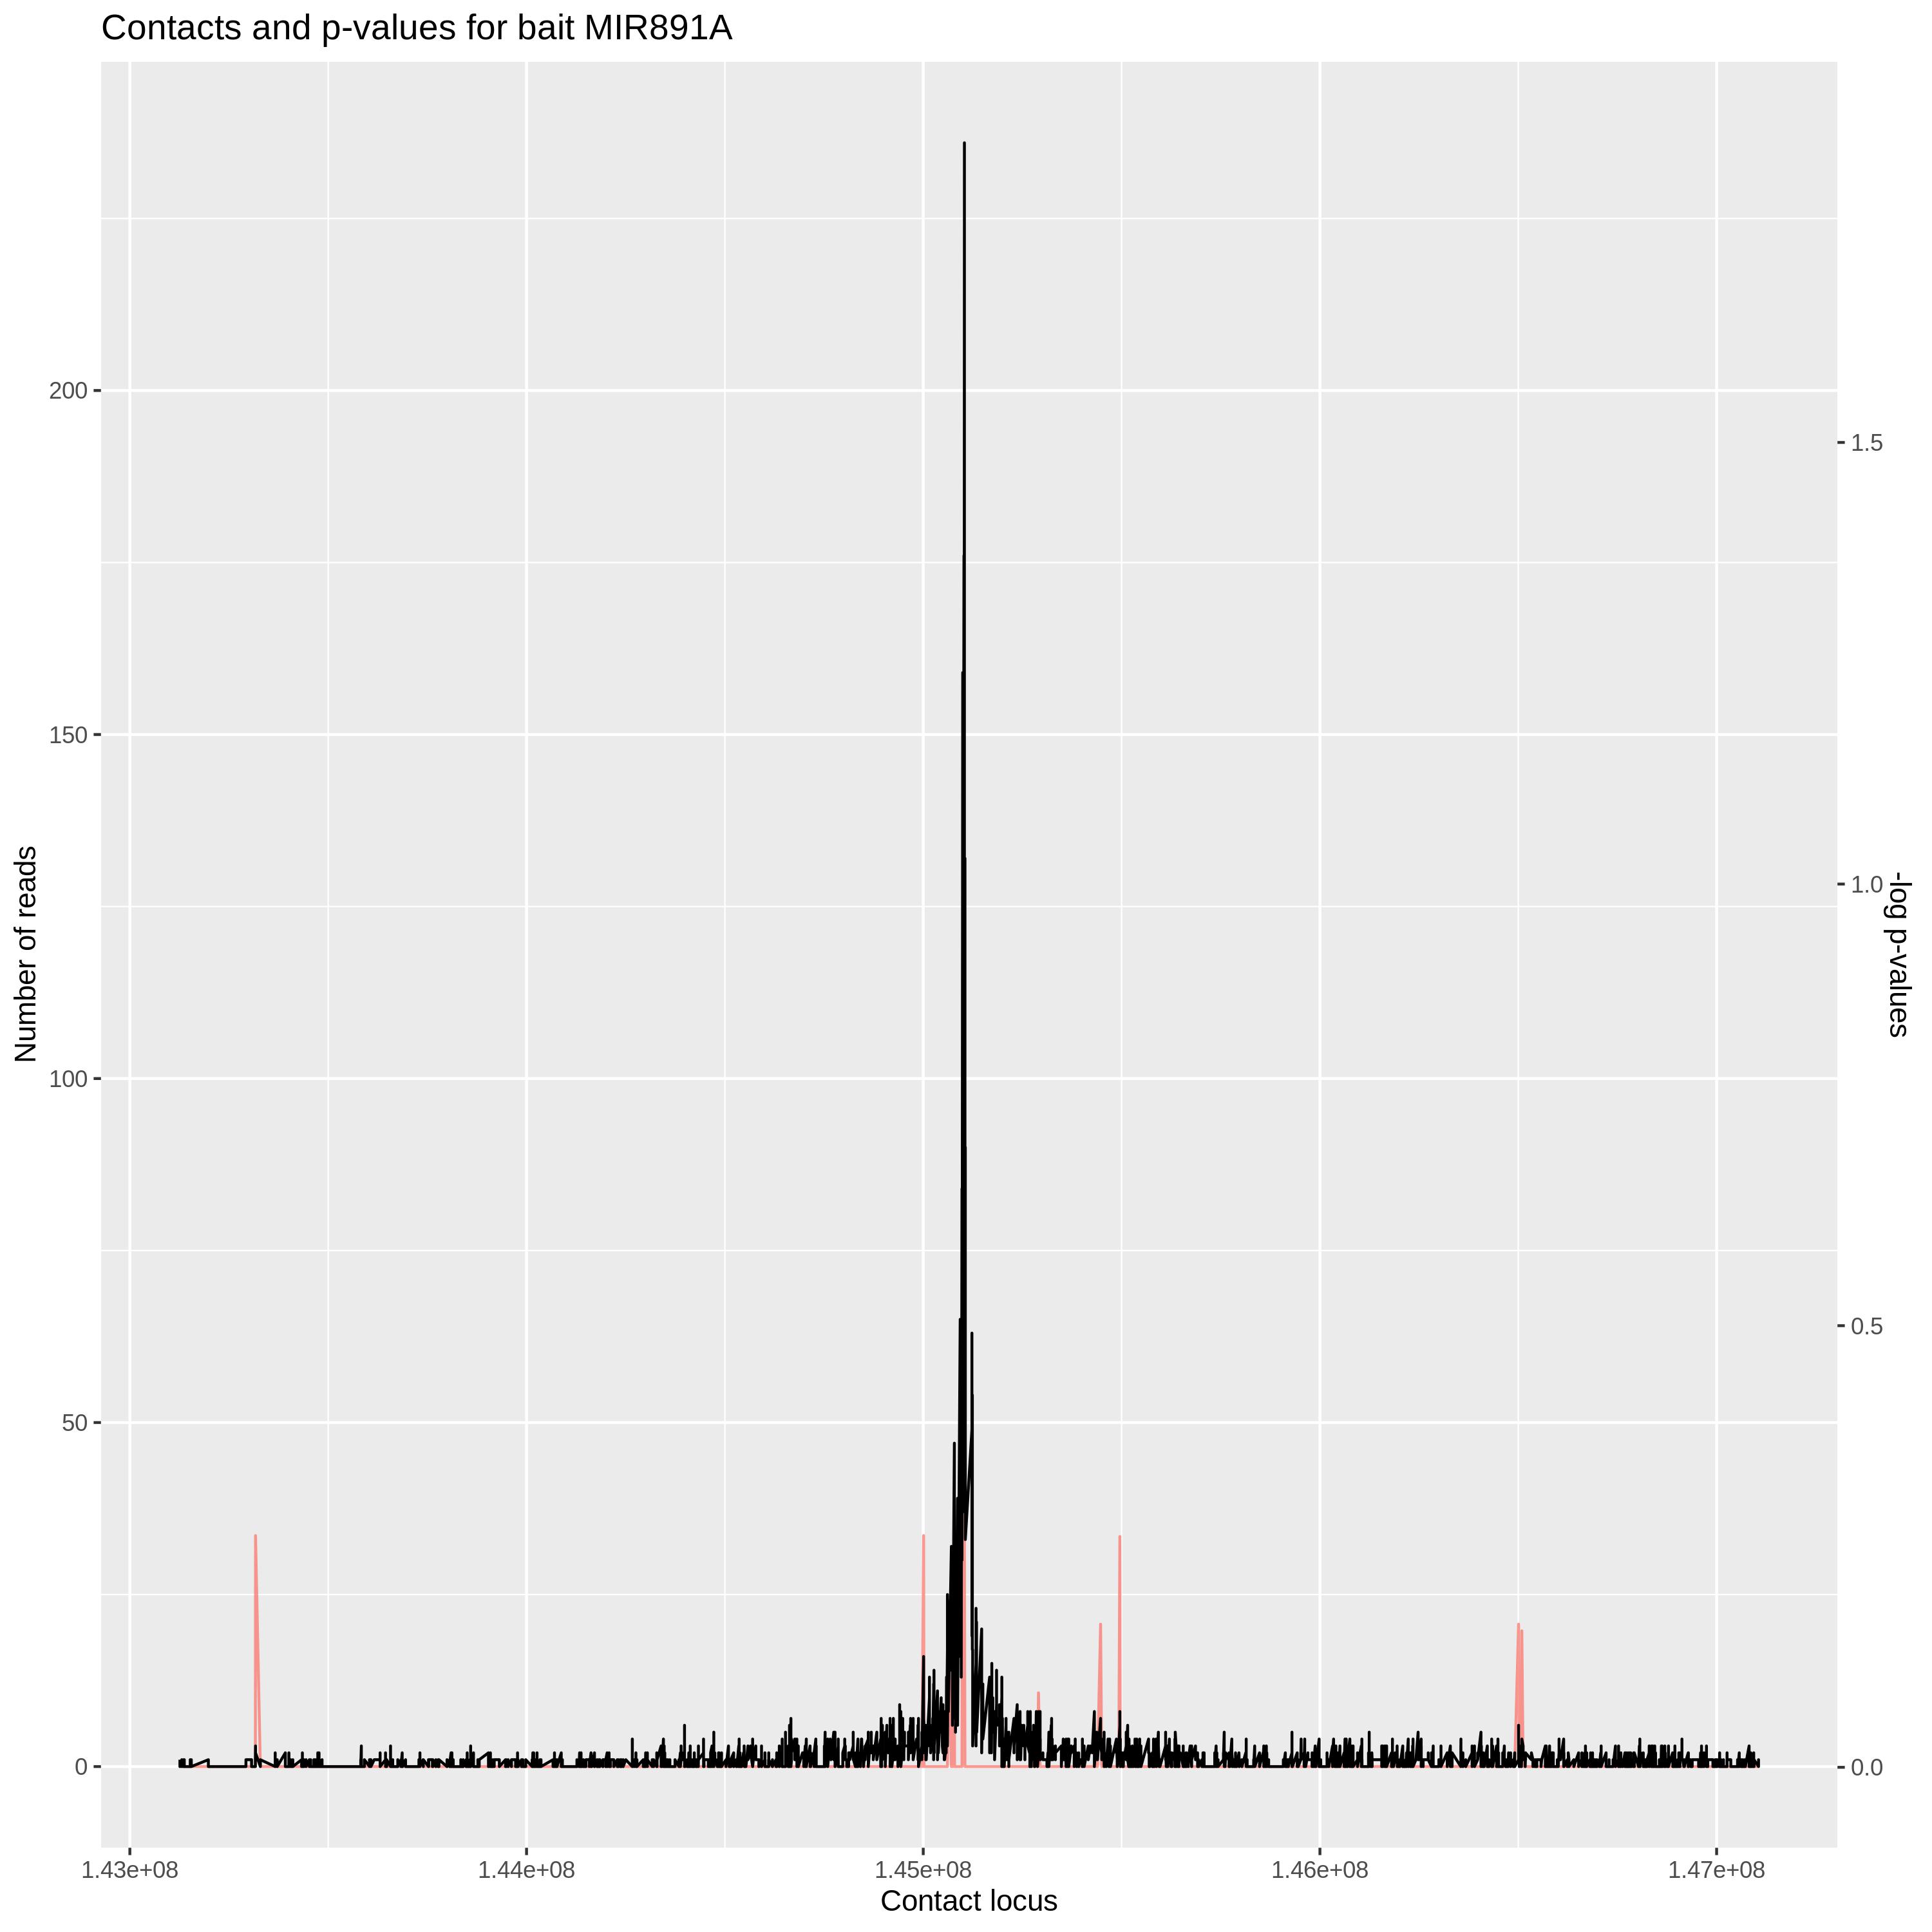 Contacts and p-values for bait MIR891A
Number of reads
200
150
100
50
0
1.5
1.0
0.5
0.0
-log p-values
1.43e+08
1.44e+08
1.45e+08
1.46e+08
1.47e+08
Contact locus